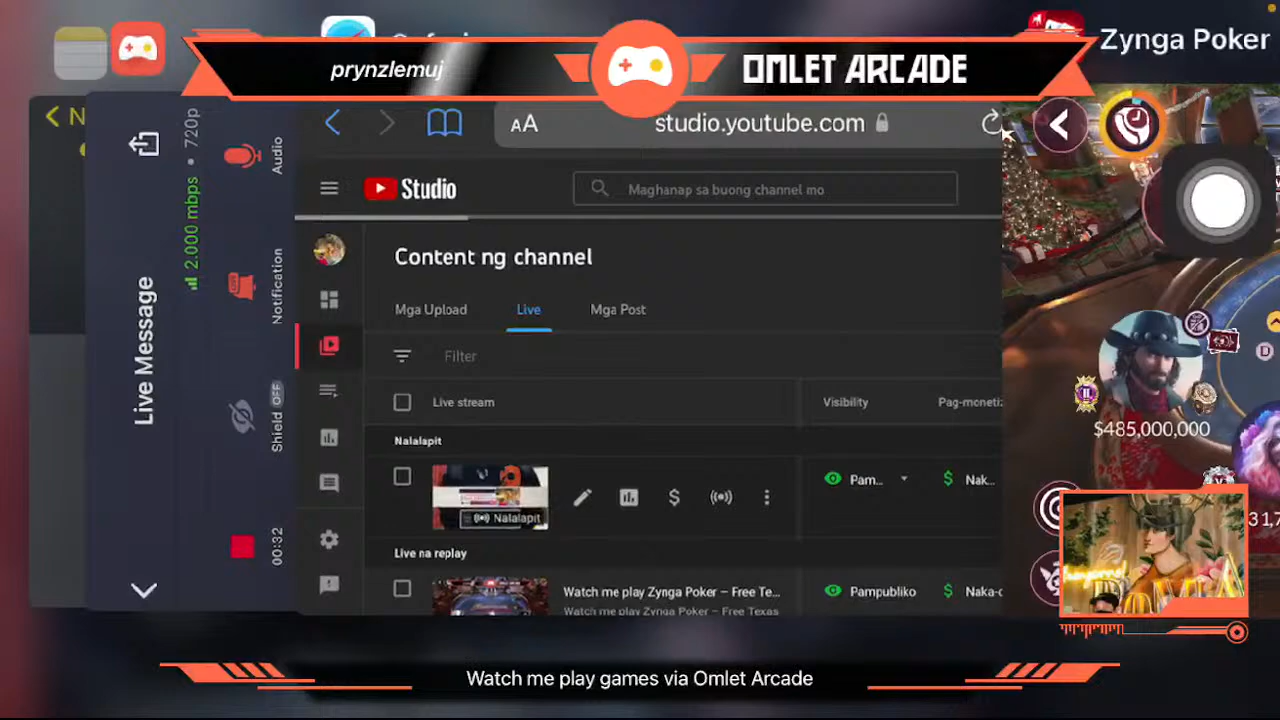 Zynga Poker
prynzlemuj
OMLET ARCADE
N
720p
2.000 mbps
Audio
Notification
LIVE
Shield OFF
00:32
Live Message
AA
studio.youtube.com
Studio
Maghanap sa buong channel mo
Content ng channel
Mga Upload
Live
Mga Post
Filter
Live stream
Visibility
Pag-monetiz
Nalalapit
Nalalapit
Pam...
Nak...
Live na replay
Watch me play Zynga Poker – Free Te...
Watch me play Zynga Poker – Free Texas
Pampubliko
Naka-o
D
$485,000,000
31,7
Watch me play games via Omlet Arcade